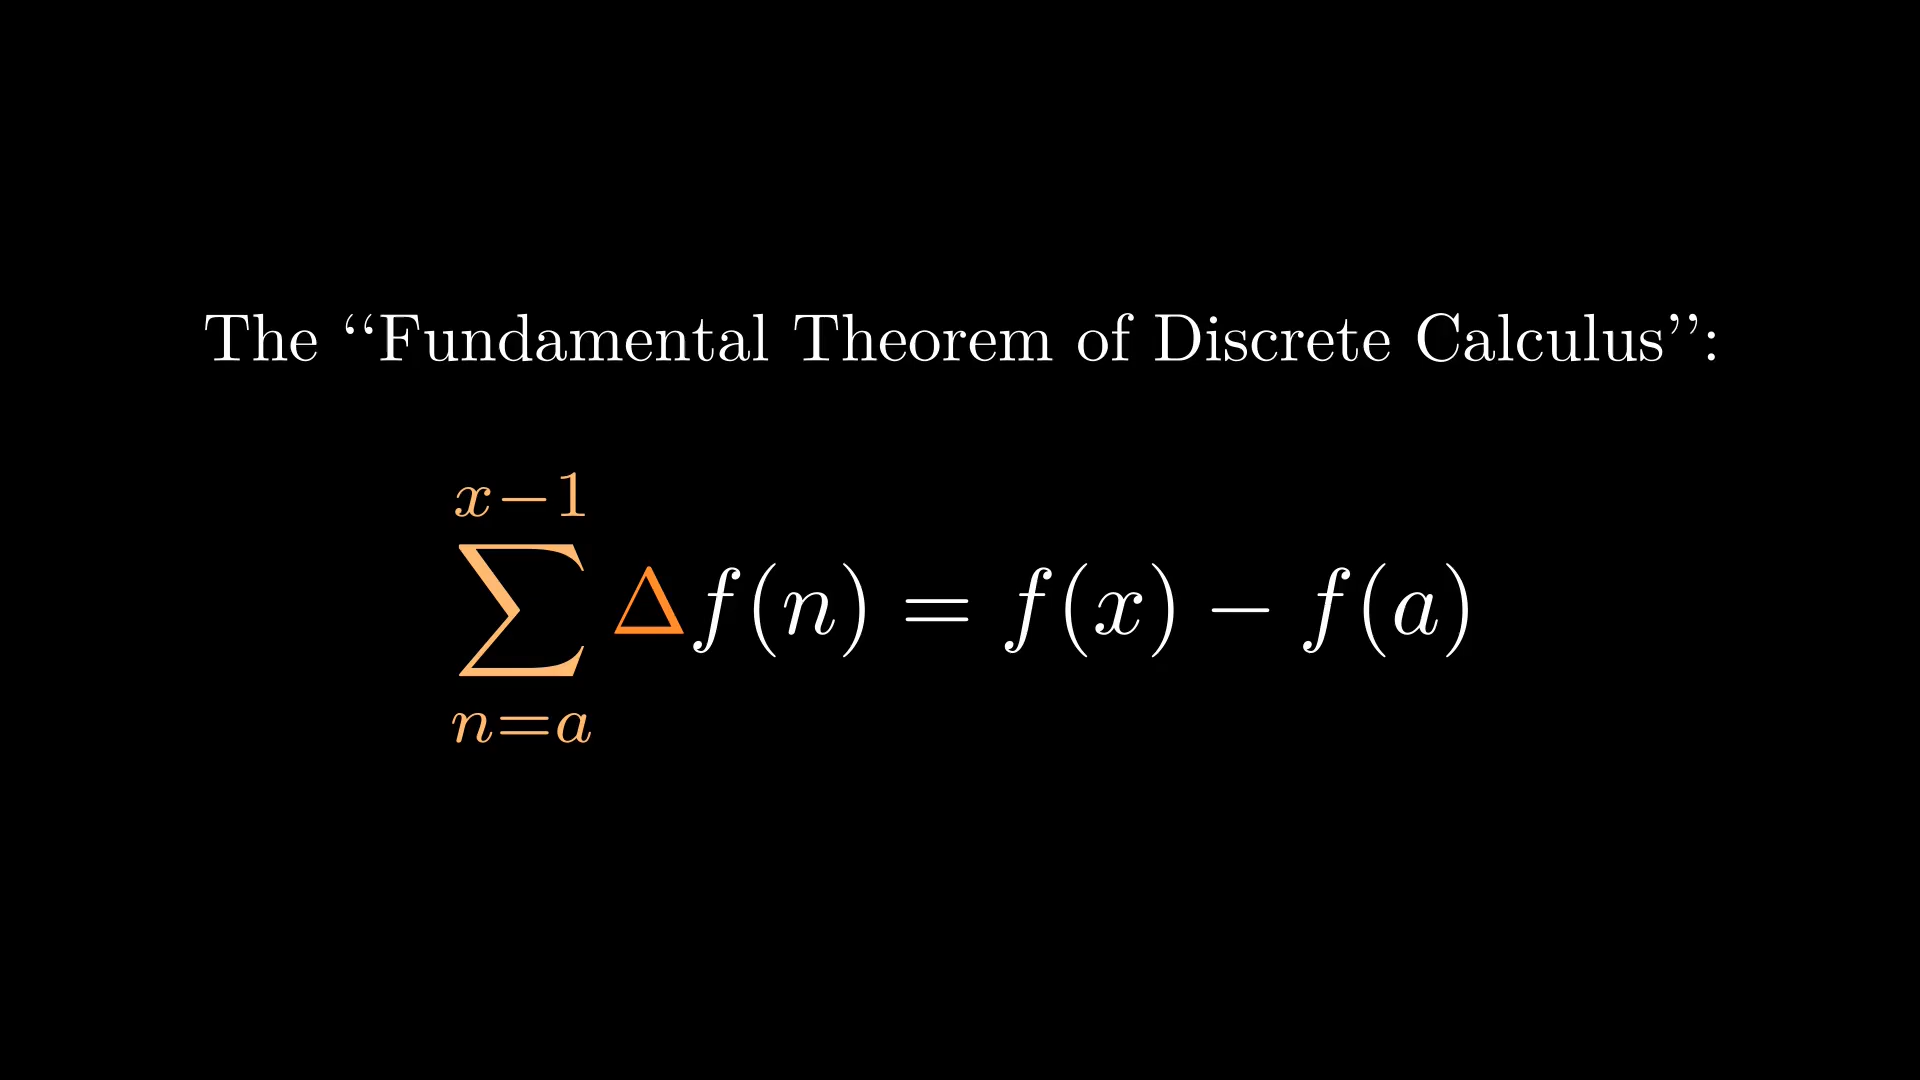 The “Fundamental Theorem of Discrete Calculus”:
x−1
∑ Δf(n) = f(x) − f(a)
n=a